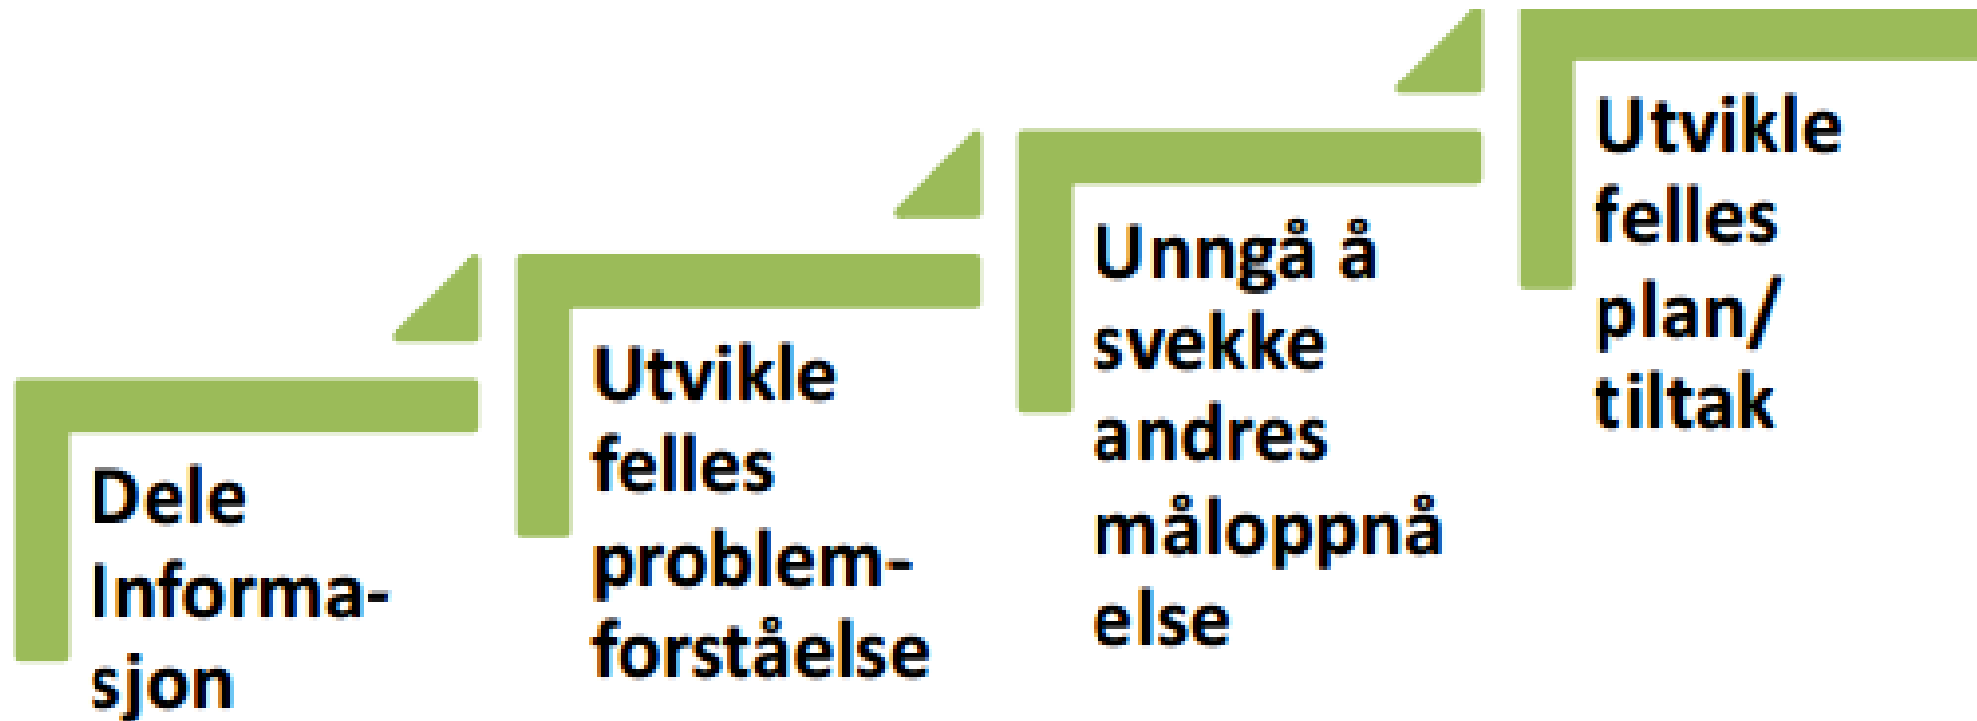 Dele
Informa-
sjon
Utvikle
felles
problem-
forståelse
Unngå å
svekke
andres
måloppnå
else
Utvikle
felles
plan/
tiltak